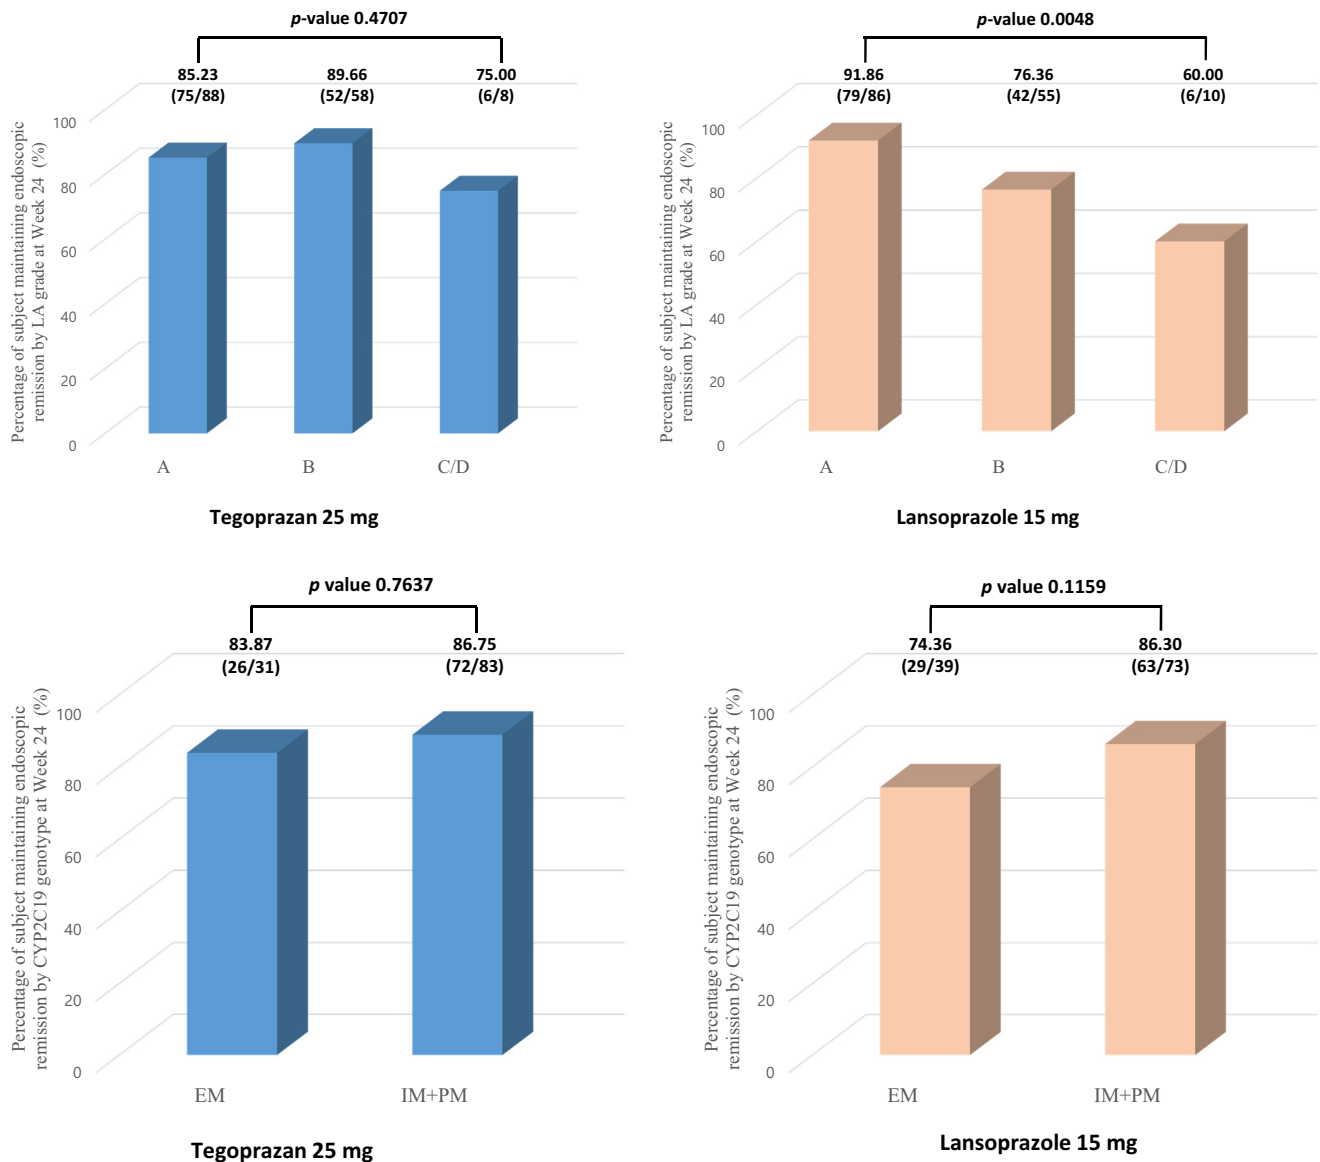 p-value 0.4707
85.23
(75/88)
89.66
(52/58)
75.00
(6/8)
Percentage of subject maintaining endoscopic
remission by LA grade at Week 24 (%)
100
80
60
40
20
0
A
B
C/D
Tegoprazan 25 mg
p-value 0.0048
91.86
(79/86)
76.36
(42/55)
60.00
(6/10)
Percentage of subject maintaining endoscopic
remission by LA grade at Week 24 (%)
100
80
60
40
20
0
A
B
C/D
Lansoprazole 15 mg
p value 0.7637
83.87
(26/31)
86.75
(72/83)
Percentage of subject maintaining endoscopic
remission by CYP2C19 genotype at Week 24 (%)
100
80
60
40
20
0
EM
IM+PM
Tegoprazan 25 mg
p value 0.1159
74.36
(29/39)
86.30
(63/73)
Percentage of subject maintaining endoscopic
remission by CYP2C19 genotype at Week 24 (%)
100
80
60
40
20
0
EM
IM+PM
Lansoprazole 15 mg